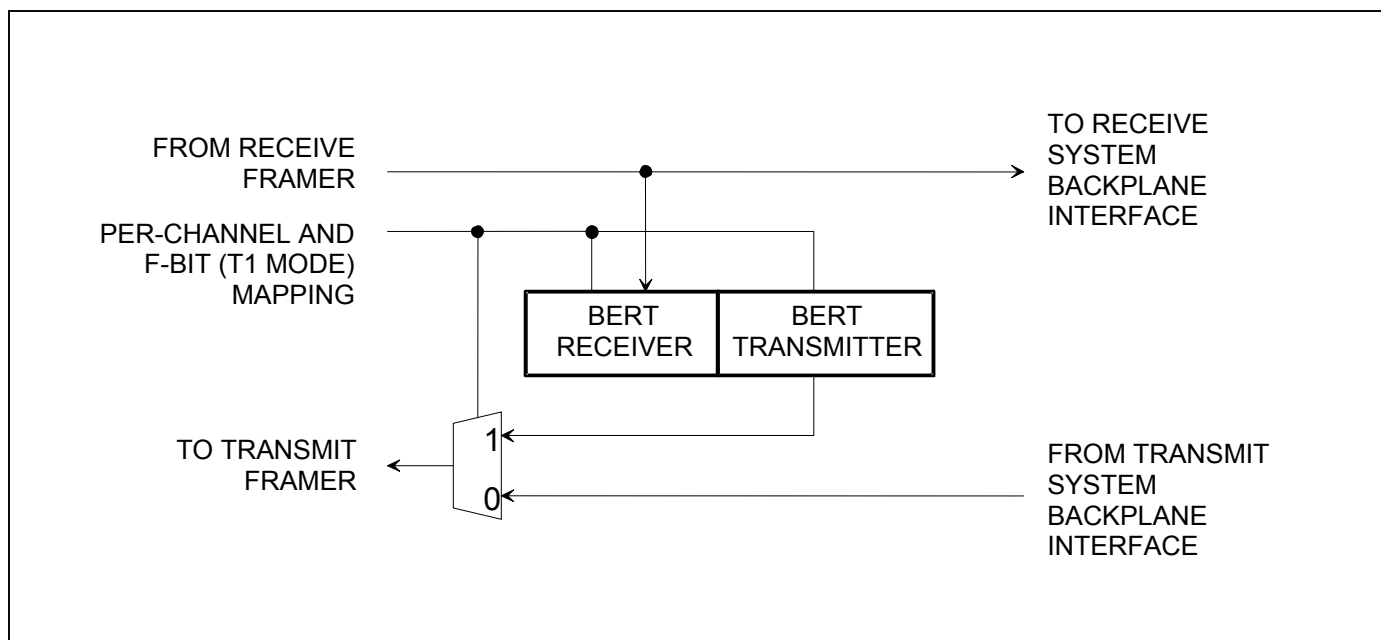 FROM RECEIVE
FRAMER
TO RECEIVE
SYSTEM
BACKPLANE
INTERFACE
PER-CHANNEL AND
F-BIT (T1 MODE)
MAPPING
BERT
RECEIVER
BERT
TRANSMITTER
1
0
TO TRANSMIT
FRAMER
FROM TRANSMIT
SYSTEM
BACKPLANE
INTERFACE